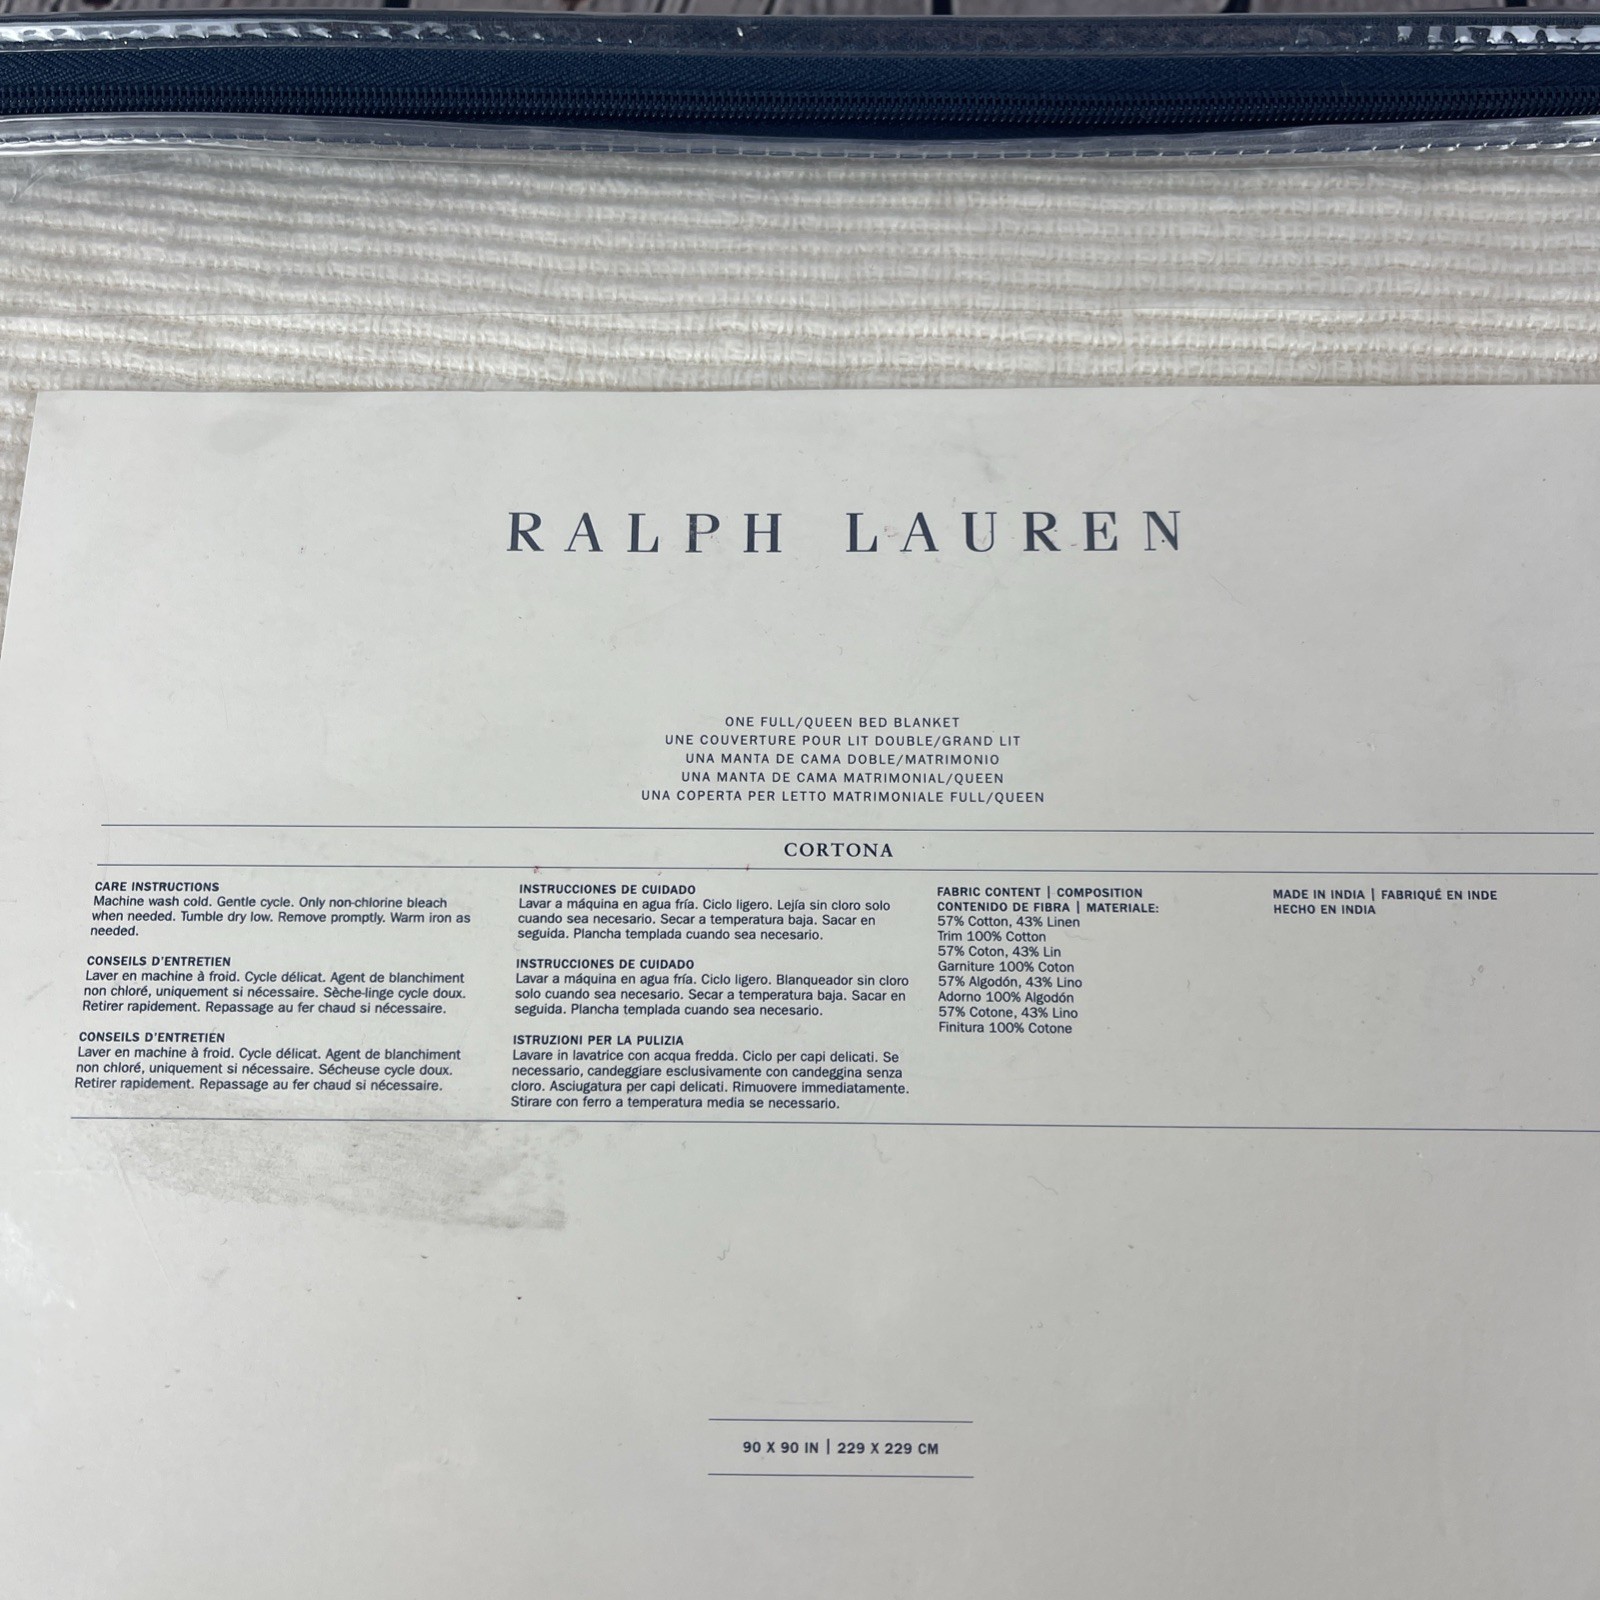 RALPH LAUREN
ONE FULL/QUEEN BED BLANKET
UNE COUVERTURE POUR LIT DOUBLE/GRAND LIT
UNA MANTA DE CAMA DOBLE/MATRIMONIO
UNA MANTA DE CAMA MATRIMONIAL/QUEEN
UNA COPERTA PER LETTO MATRIMONIALE FULL/QUEEN
CORTONA
CARE INSTRUCTIONS
Machine wash cold. Gentle cycle. Only non-chlorine bleach
when needed. Tumble dry low. Remove promptly. Warm iron as
needed.
CONSEILS D'ENTRETIEN
Laver en machine à froid. Cycle délicat. Agent de blanchiment
non chloré, uniquement si nécessaire. Sèche-linge cycle doux.
Retirer rapidement. Repassage au fer chaud si nécessaire.
CONSEILS D'ENTRETIEN
Laver en machine à froid. Cycle délicat. Agent de blanchiment
non chloré, uniquement si nécessaire. Sécheuse cycle doux.
Retirer rapidement. Repassage au fer chaud si nécessaire.
INSTRUCCIONES DE CUIDADO
Lavar a máquina en agua fría. Ciclo ligero. Lejía sin cloro solo
cuando sea necesario. Secar a temperatura baja. Sacar en
seguida. Plancha templada cuando sea necesario.
INSTRUCCIONES DE CUIDADO
Lavar a máquina en agua fría. Ciclo ligero. Blanqueador sin cloro
solo cuando sea necesario. Secar a temperatura baja. Sacar en
seguida. Plancha templada cuando sea necesario.
ISTRUZIONI PER LA PULIZIA
Lavare in lavatrice con acqua fredda. Ciclo per capi delicati. Se
necessario, candeggiare esclusivamente con candeggina senza
cloro. Asciugatura per capi delicati. Rimuovere immediatamente.
Stirare con ferro a temperatura media se necessario.
FABRIC CONTENT | COMPOSITION
CONTENIDO DE FIBRA | MATERIALE:
57% Cotton, 43% Linen
Trim 100% Cotton
57% Coton, 43% Lin
Garniture 100% Coton
57% Algodón, 43% Lino
Adorno 100% Algodón
57% Cotone, 43% Lino
Finitura 100% Cotone
MADE IN INDIA | FABRIQUÉ EN INDE
HECHO EN INDIA
90 X 90 IN | 229 X 229 CM